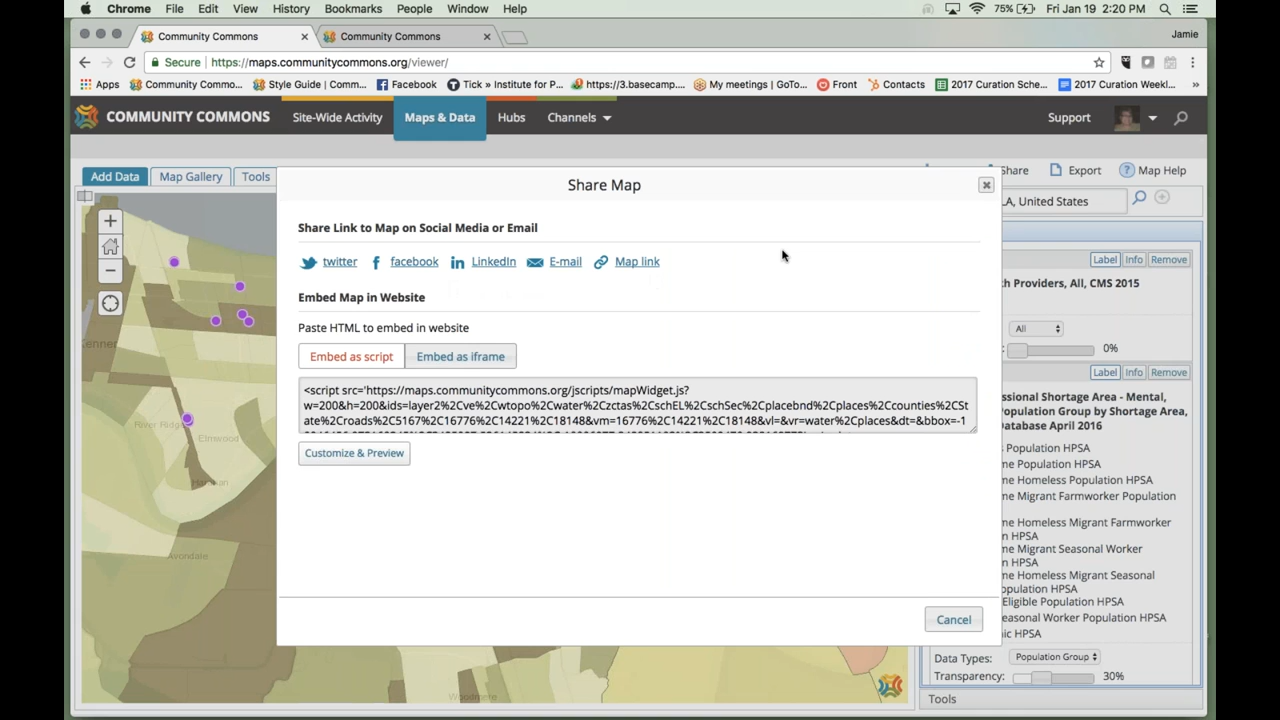 Chrome File Edit View History Bookmarks People Window Help 75% Fri Jan 19 2:20 PM
Community Commons Community Commons Jamie
Secure https://maps.communitycommons.org/viewer/
Apps Community Commo... Style Guide | Comm... Facebook Tick » Institute for P... https://3.basecamp.... My meetings | GoTo... Front Contacts 2017 Curation Sche... 2017 Curation Weekl... »
COMMUNITY COMMONS Site-Wide Activity Maps & Data Hubs Channels Support
Add Data Map Gallery Tools Share Export ? Map Help
Share Map
LA, United States
Share Link to Map on Social Media or Email
twitter facebook LinkedIn E-mail Map link
Label Info Remove
h Providers, All, CMS 2015
Embed Map in Website
Paste HTML to embed in website
All
Kenner
Embed as script Embed as iframe
0%
Label Info Remove
<script src='https://maps.communitycommons.org/jscripts/mapWidget.js?
w=200&h=200&ids=layer2%2Cve%2Cwtopo%2Cwater%2Czctas%2CschEL%2CschSec%2Cplacebnd%2Cplaces%2Ccounties%2CSt
ate%2Croads%2C5167%2C16776%2C14221%2C18148&vm=16776%2C14221%2C18148&vl=&vr=water%2Cplaces&dt=&bbox=-1
ssional Shortage Area - Mental,
opulation Group by Shortage Area,
atabase April 2016
River Ridge
Elmwood
Customize & Preview
s Population HPSA
me Population HPSA
me Homeless Population HPSA
me Migrant Farmworker Population
Harahan
me Homeless Migrant Farmworker
n HPSA
me Migrant Seasonal Worker
n HPSA
Avondale
me Homeless Migrant Seasonal
opulation HPSA
Eligible Population HPSA
easonal Worker Population HPSA
ic HPSA
Cancel
Data Types: Population Group
Transparency: 30%
Woodmere
Tools